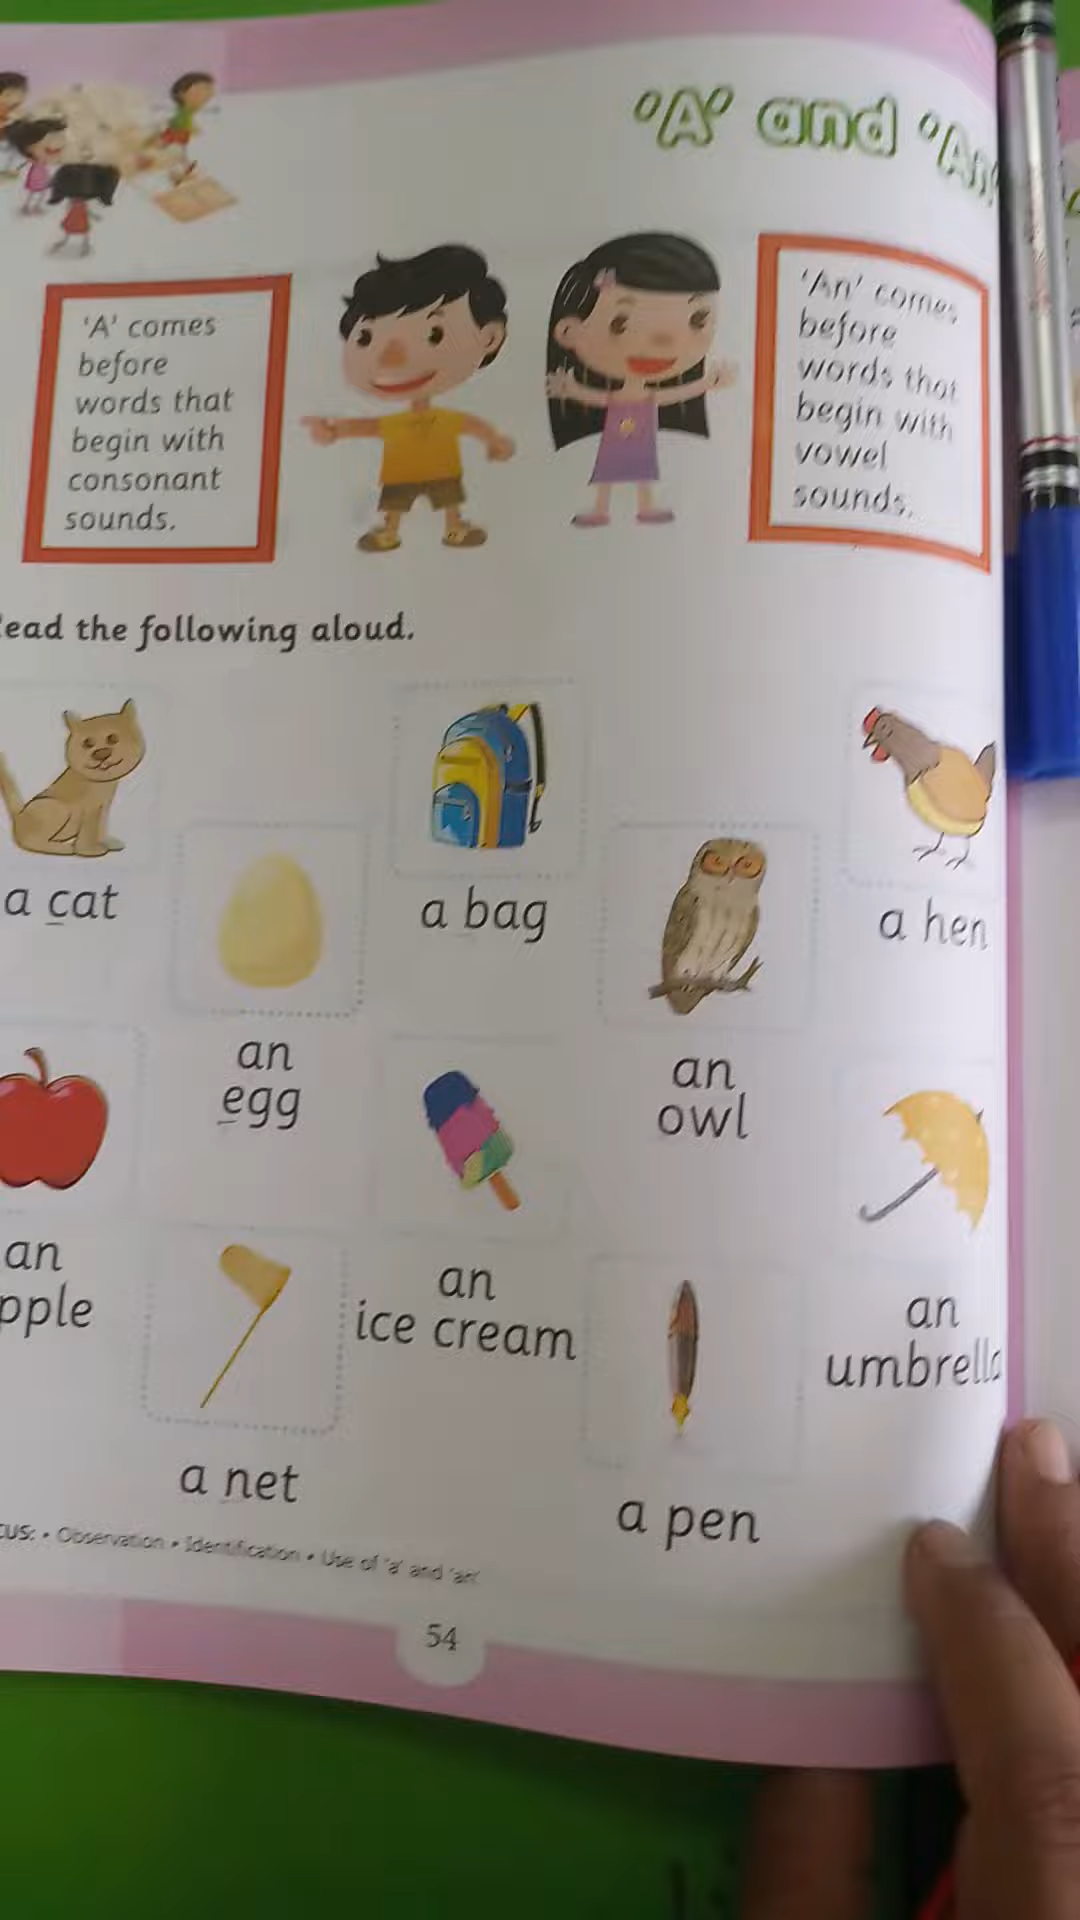 'A' and 'An'
'A' comes
before
words that
begin with
consonant
sounds.
'An' comes
before
words that
begin with
vowel
sounds.
ead the following aloud.
a cat
a bag
a hen
an
egg
an
owl
an
pple
an
ice cream
an
umbrella
a net
a pen
CUS: • Observation • Identification • Use of 'a' and 'an'
54